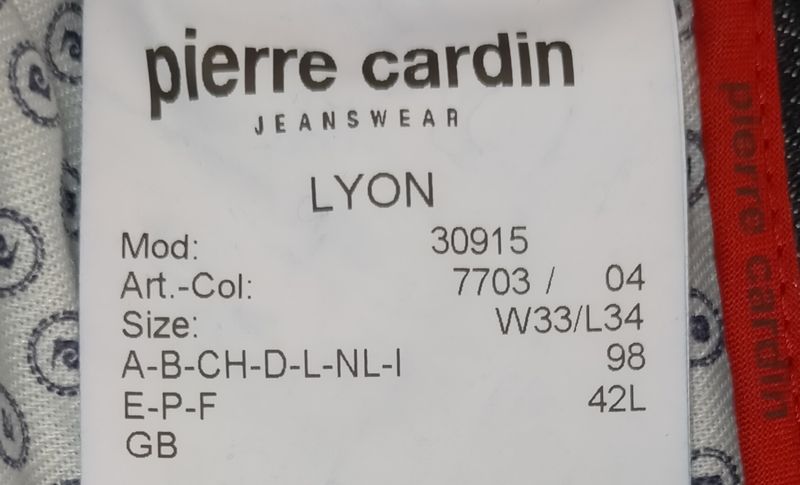 pierre cardin
JEANSWEAR
LYON
Mod: 30915
Art.-Col: 7703 / 04
Size: W33/L34
A-B-CH-D-L-NL-I 98
E-P-F 42L
GB
pierre cardin